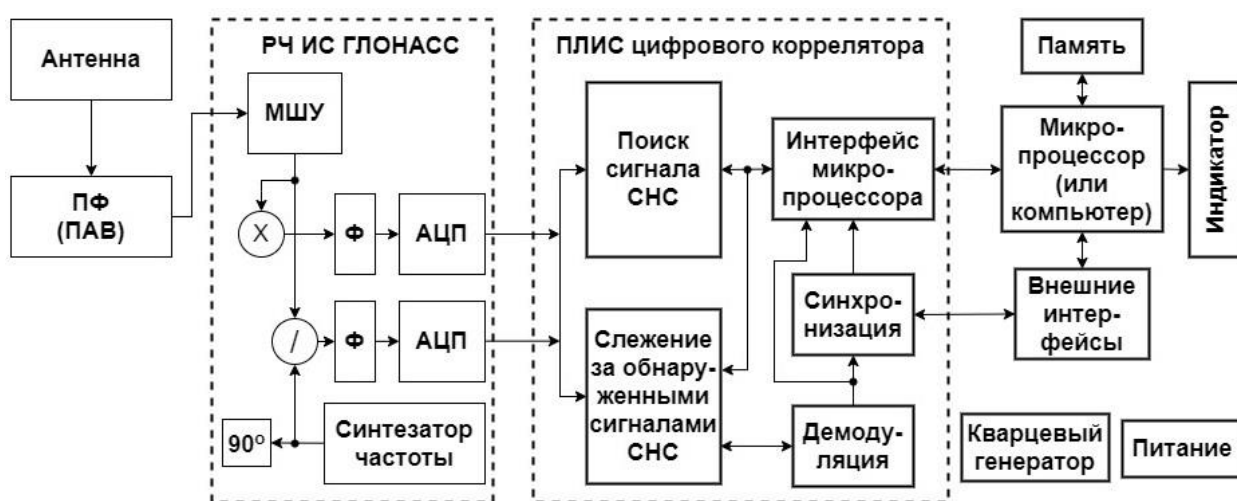 Антенна
ПФ
(ПАВ)
РЧ ИС ГЛОНАСС
МШУ
X
Ф
АЦП
/
Ф
АЦП
90°
Синтезатор
частоты
ПЛИС цифрового коррелятора
Поиск
сигнала
СНС
Интерфейс
микро-
процессора
Синхро-
низация
Слежение
за обнару-
женными
сигналами
СНС
Демоду-
ляция
Память
Микро-
процессор
(или
компьютер)
Индикатор
Внешние
интер-
фейсы
Кварцевый
генератор
Питание